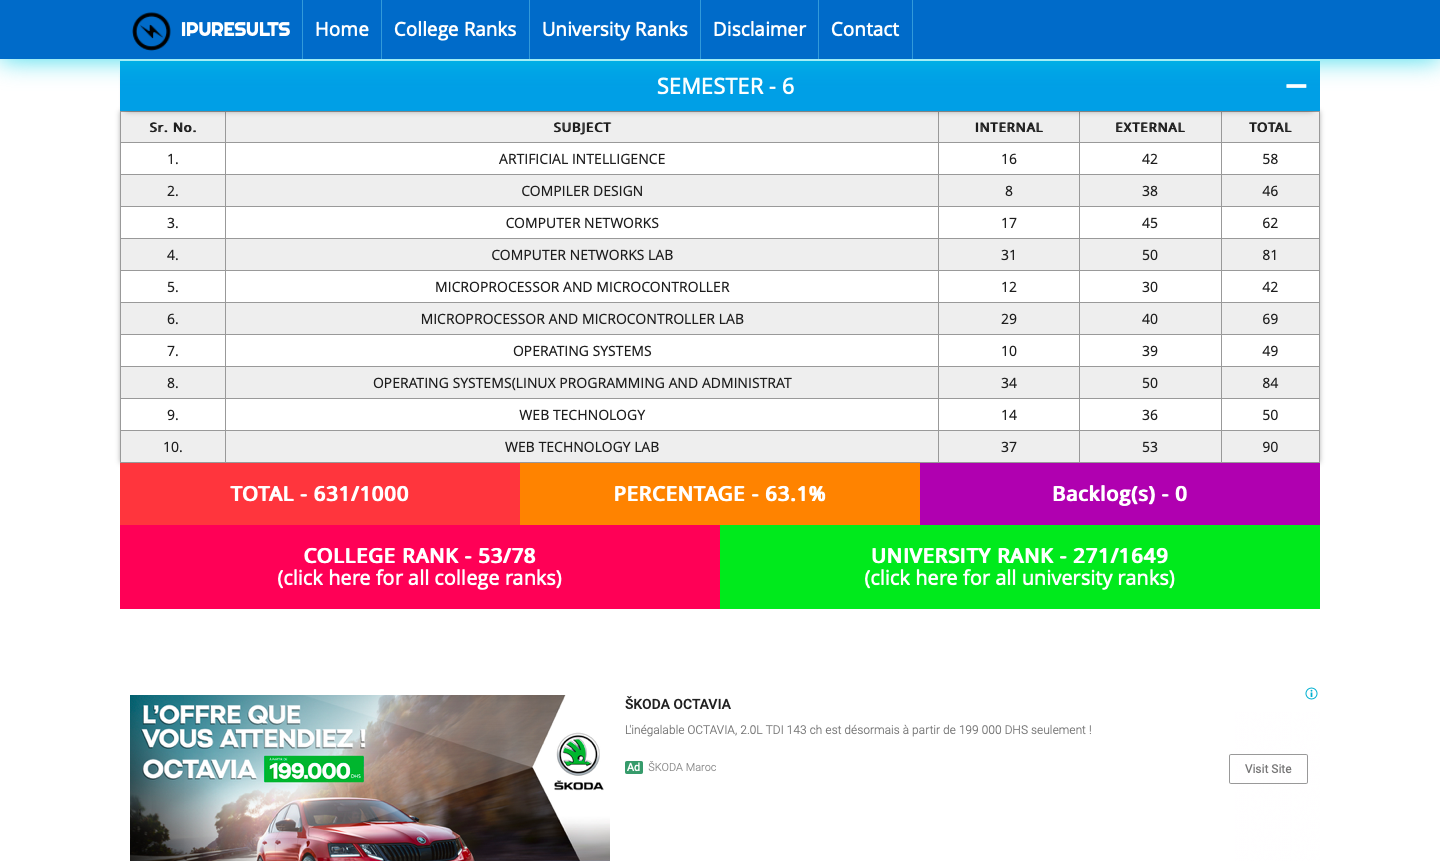 IPURESULTS Home College Ranks University Ranks Disclaimer Contact
SEMESTER - 6
Sr. No. SUBJECT INTERNAL EXTERNAL TOTAL
1. ARTIFICIAL INTELLIGENCE 16 42 58
2. COMPILER DESIGN 8 38 46
3. COMPUTER NETWORKS 17 45 62
4. COMPUTER NETWORKS LAB 31 50 81
5. MICROPROCESSOR AND MICROCONTROLLER 12 30 42
6. MICROPROCESSOR AND MICROCONTROLLER LAB 29 40 69
7. OPERATING SYSTEMS 10 39 49
8. OPERATING SYSTEMS(LINUX PROGRAMMING AND ADMINISTRAT 34 50 84
9. WEB TECHNOLOGY 14 36 50
10. WEB TECHNOLOGY LAB 37 53 90
TOTAL - 631/1000 PERCENTAGE - 63.1% Backlog(s) - 0
COLLEGE RANK - 53/78
(click here for all college ranks)
UNIVERSITY RANK - 271/1649
(click here for all university ranks)
L'OFFRE QUE
VOUS ATTENDIEZ !
OCTAVIA 199.000 DHS
ŠKODA
ŠKODA OCTAVIA
L'inégalable OCTAVIA, 2.0L TDI 143 ch est désormais à partir de 199 000 DHS seulement !
Ad ŠKODA Maroc
Visit Site